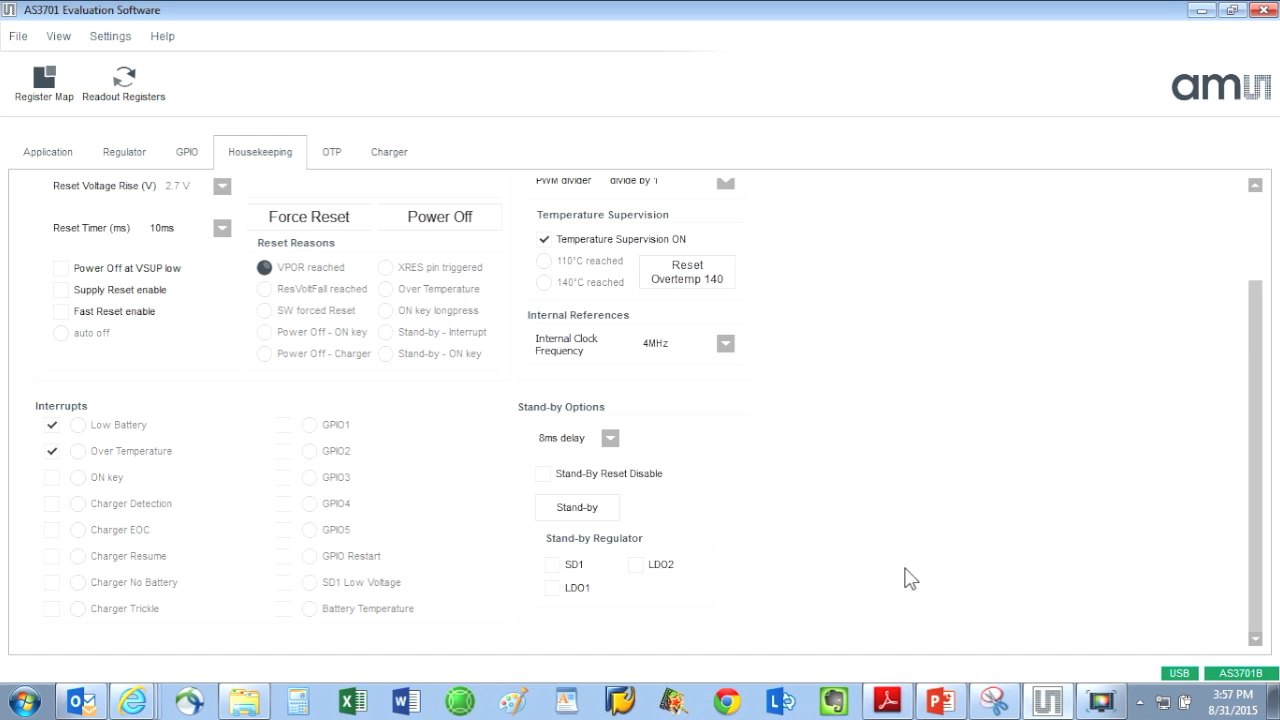 AS3701 Evaluation Software
File View Settings Help
Register Map Readout Registers
amu
Application Regulator GPIO Housekeeping OTP Charger
Reset Voltage Rise (V) 2.7 V
Reset Timer (ms) 10ms
Power Off at VSUP low
Supply Reset enable
Fast Reset enable
auto off
Force Reset Power Off
Reset Reasons
VPOR reached XRES pin triggered
ResVoltFall reached Over Temperature
SW forced Reset ON key longpress
Power Off - ON key Stand-by - Interrupt
Power Off - Charger Stand-by - ON key
PWM divider divide by 1
Temperature Supervision
Temperature Supervision ON
110°C reached
140°C reached
Reset
Overtemp 140
Internal References
Internal Clock
Frequency
4MHz
Interrupts
Low Battery GPIO1
Over Temperature GPIO2
ON key GPIO3
Charger Detection GPIO4
Charger EOC GPIO5
Charger Resume GPIO Restart
Charger No Battery SD1 Low Voltage
Charger Trickle Battery Temperature
Stand-by Options
8ms delay
Stand-By Reset Disable
Stand-by
Stand-by Regulator
SD1 LDO2
LDO1
USB AS3701B
3:57 PM
8/31/2015